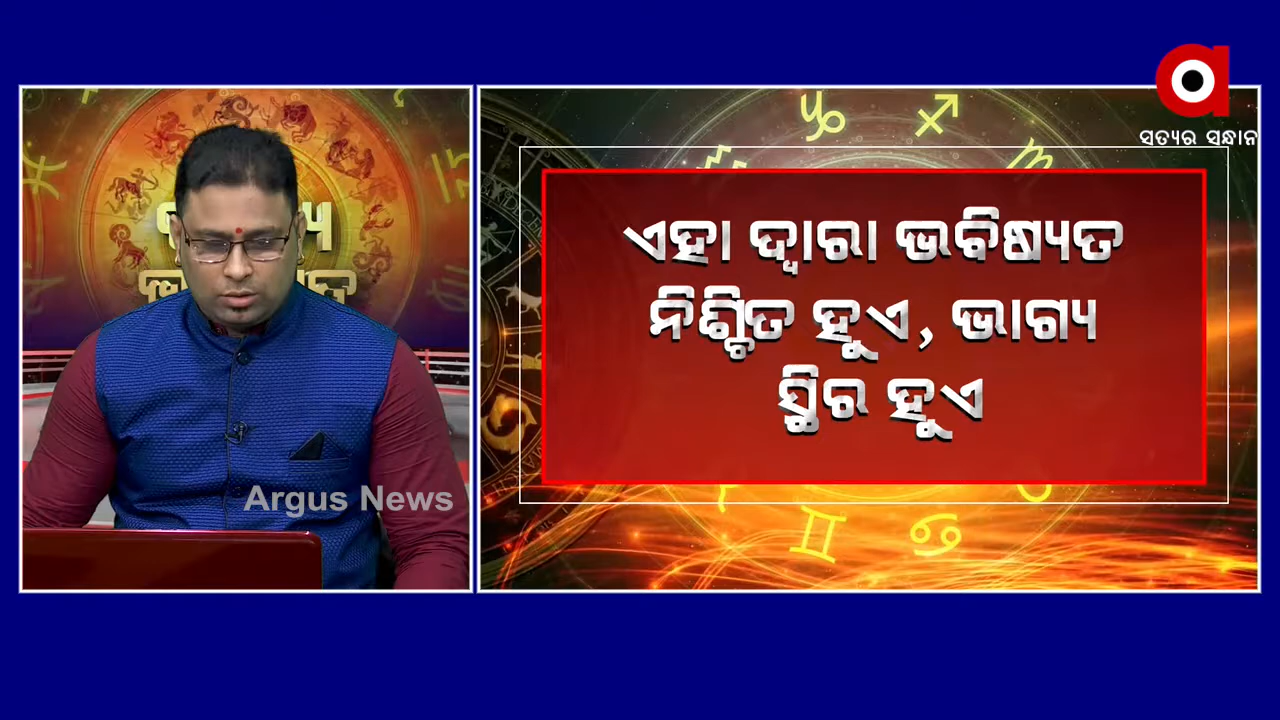 ସତ୍ୟର ସନ୍ଧାନ
ଏହା ଦ୍ୱାରା ଭବିଷ୍ୟତ
ନିଶ୍ଚିତ ହୁଏ, ଭାଗ୍ୟ
ସ୍ଥିର ହୁଏ
Argus News